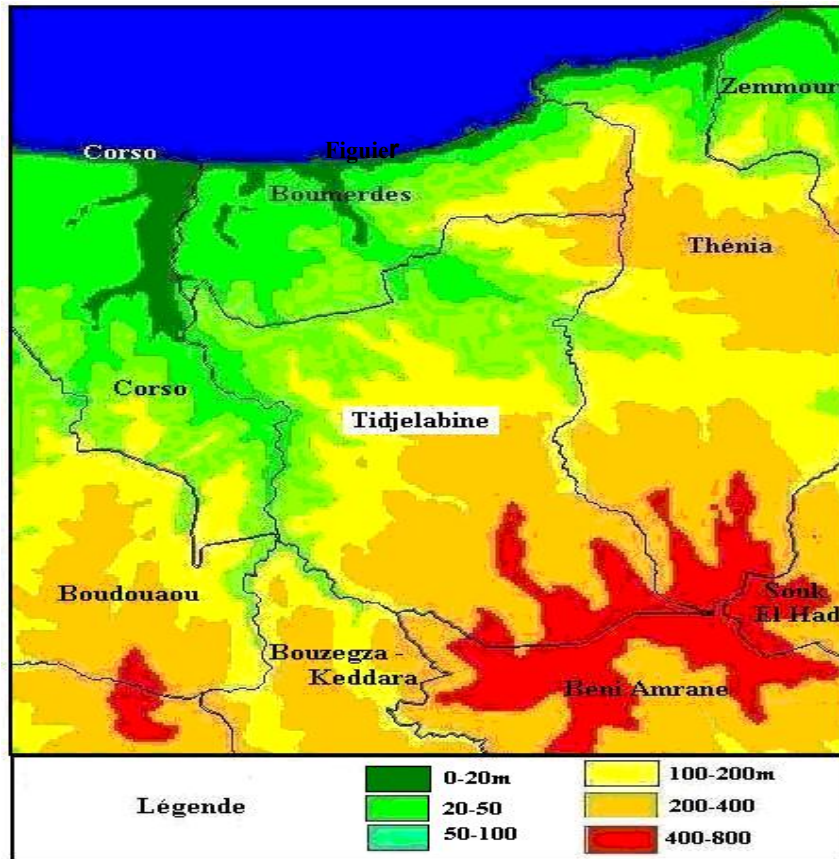 Zemmour
Corso
Figuier
Boumerdes
Thénia
Corso
Tidjelabine
Boudouaou
Souk
El Had
Bouzegza -
Keddara
Beni Amrane
Légende
0-20m
20-50
50-100
100-200m
200-400
400-800